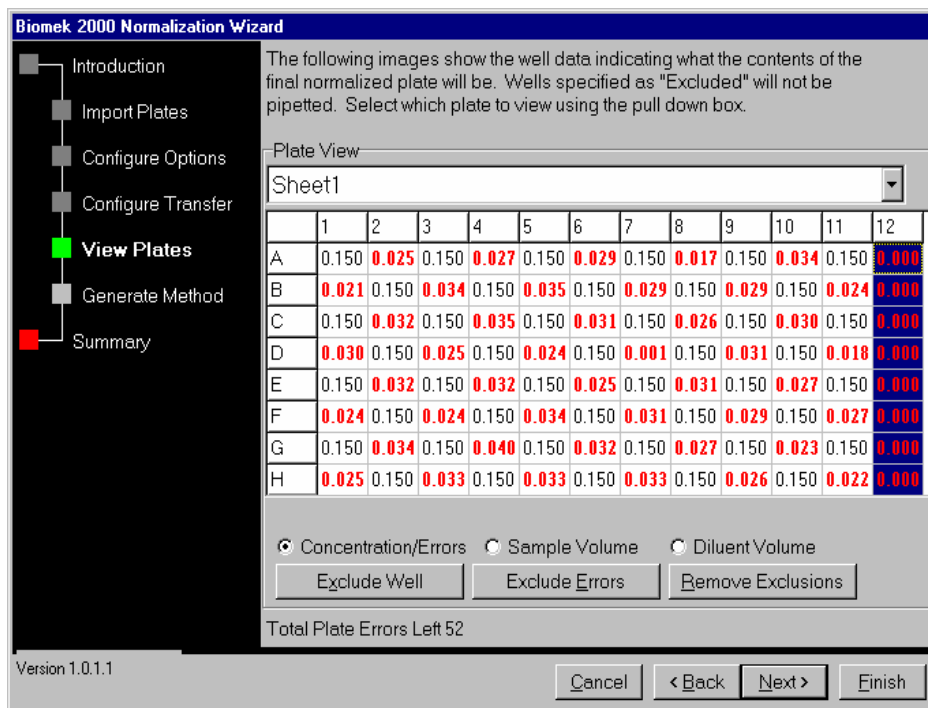 Biomek 2000 Normalization Wizard
Introduction
Import Plates
Configure Options
Configure Transfer
View Plates
Generate Method
Summary
The following images show the well data indicating what the contents of the
final normalized plate will be. Wells specified as "Excluded" will not be
pipetted. Select which plate to view using the pull down box.
Plate View
Sheet1
1 2 3 4 5 6 7 8 9 10 11 12
A 0.150 0.025 0.150 0.027 0.150 0.029 0.150 0.017 0.150 0.034 0.150 0.000
B 0.021 0.150 0.034 0.150 0.035 0.150 0.029 0.150 0.029 0.150 0.024 0.000
C 0.150 0.032 0.150 0.035 0.150 0.031 0.150 0.026 0.150 0.030 0.150 0.000
D 0.030 0.150 0.025 0.150 0.024 0.150 0.001 0.150 0.031 0.150 0.018 0.000
E 0.150 0.032 0.150 0.032 0.150 0.025 0.150 0.031 0.150 0.027 0.150 0.000
F 0.024 0.150 0.024 0.150 0.034 0.150 0.031 0.150 0.029 0.150 0.027 0.000
G 0.150 0.034 0.150 0.040 0.150 0.032 0.150 0.027 0.150 0.023 0.150 0.000
H 0.025 0.150 0.033 0.150 0.033 0.150 0.033 0.150 0.026 0.150 0.022 0.000
Concentration/Errors Sample Volume Diluent Volume
Exclude Well Exclude Errors Remove Exclusions
Total Plate Errors Left 52
Version 1.0.1.1
Cancel < Back Next > Finish